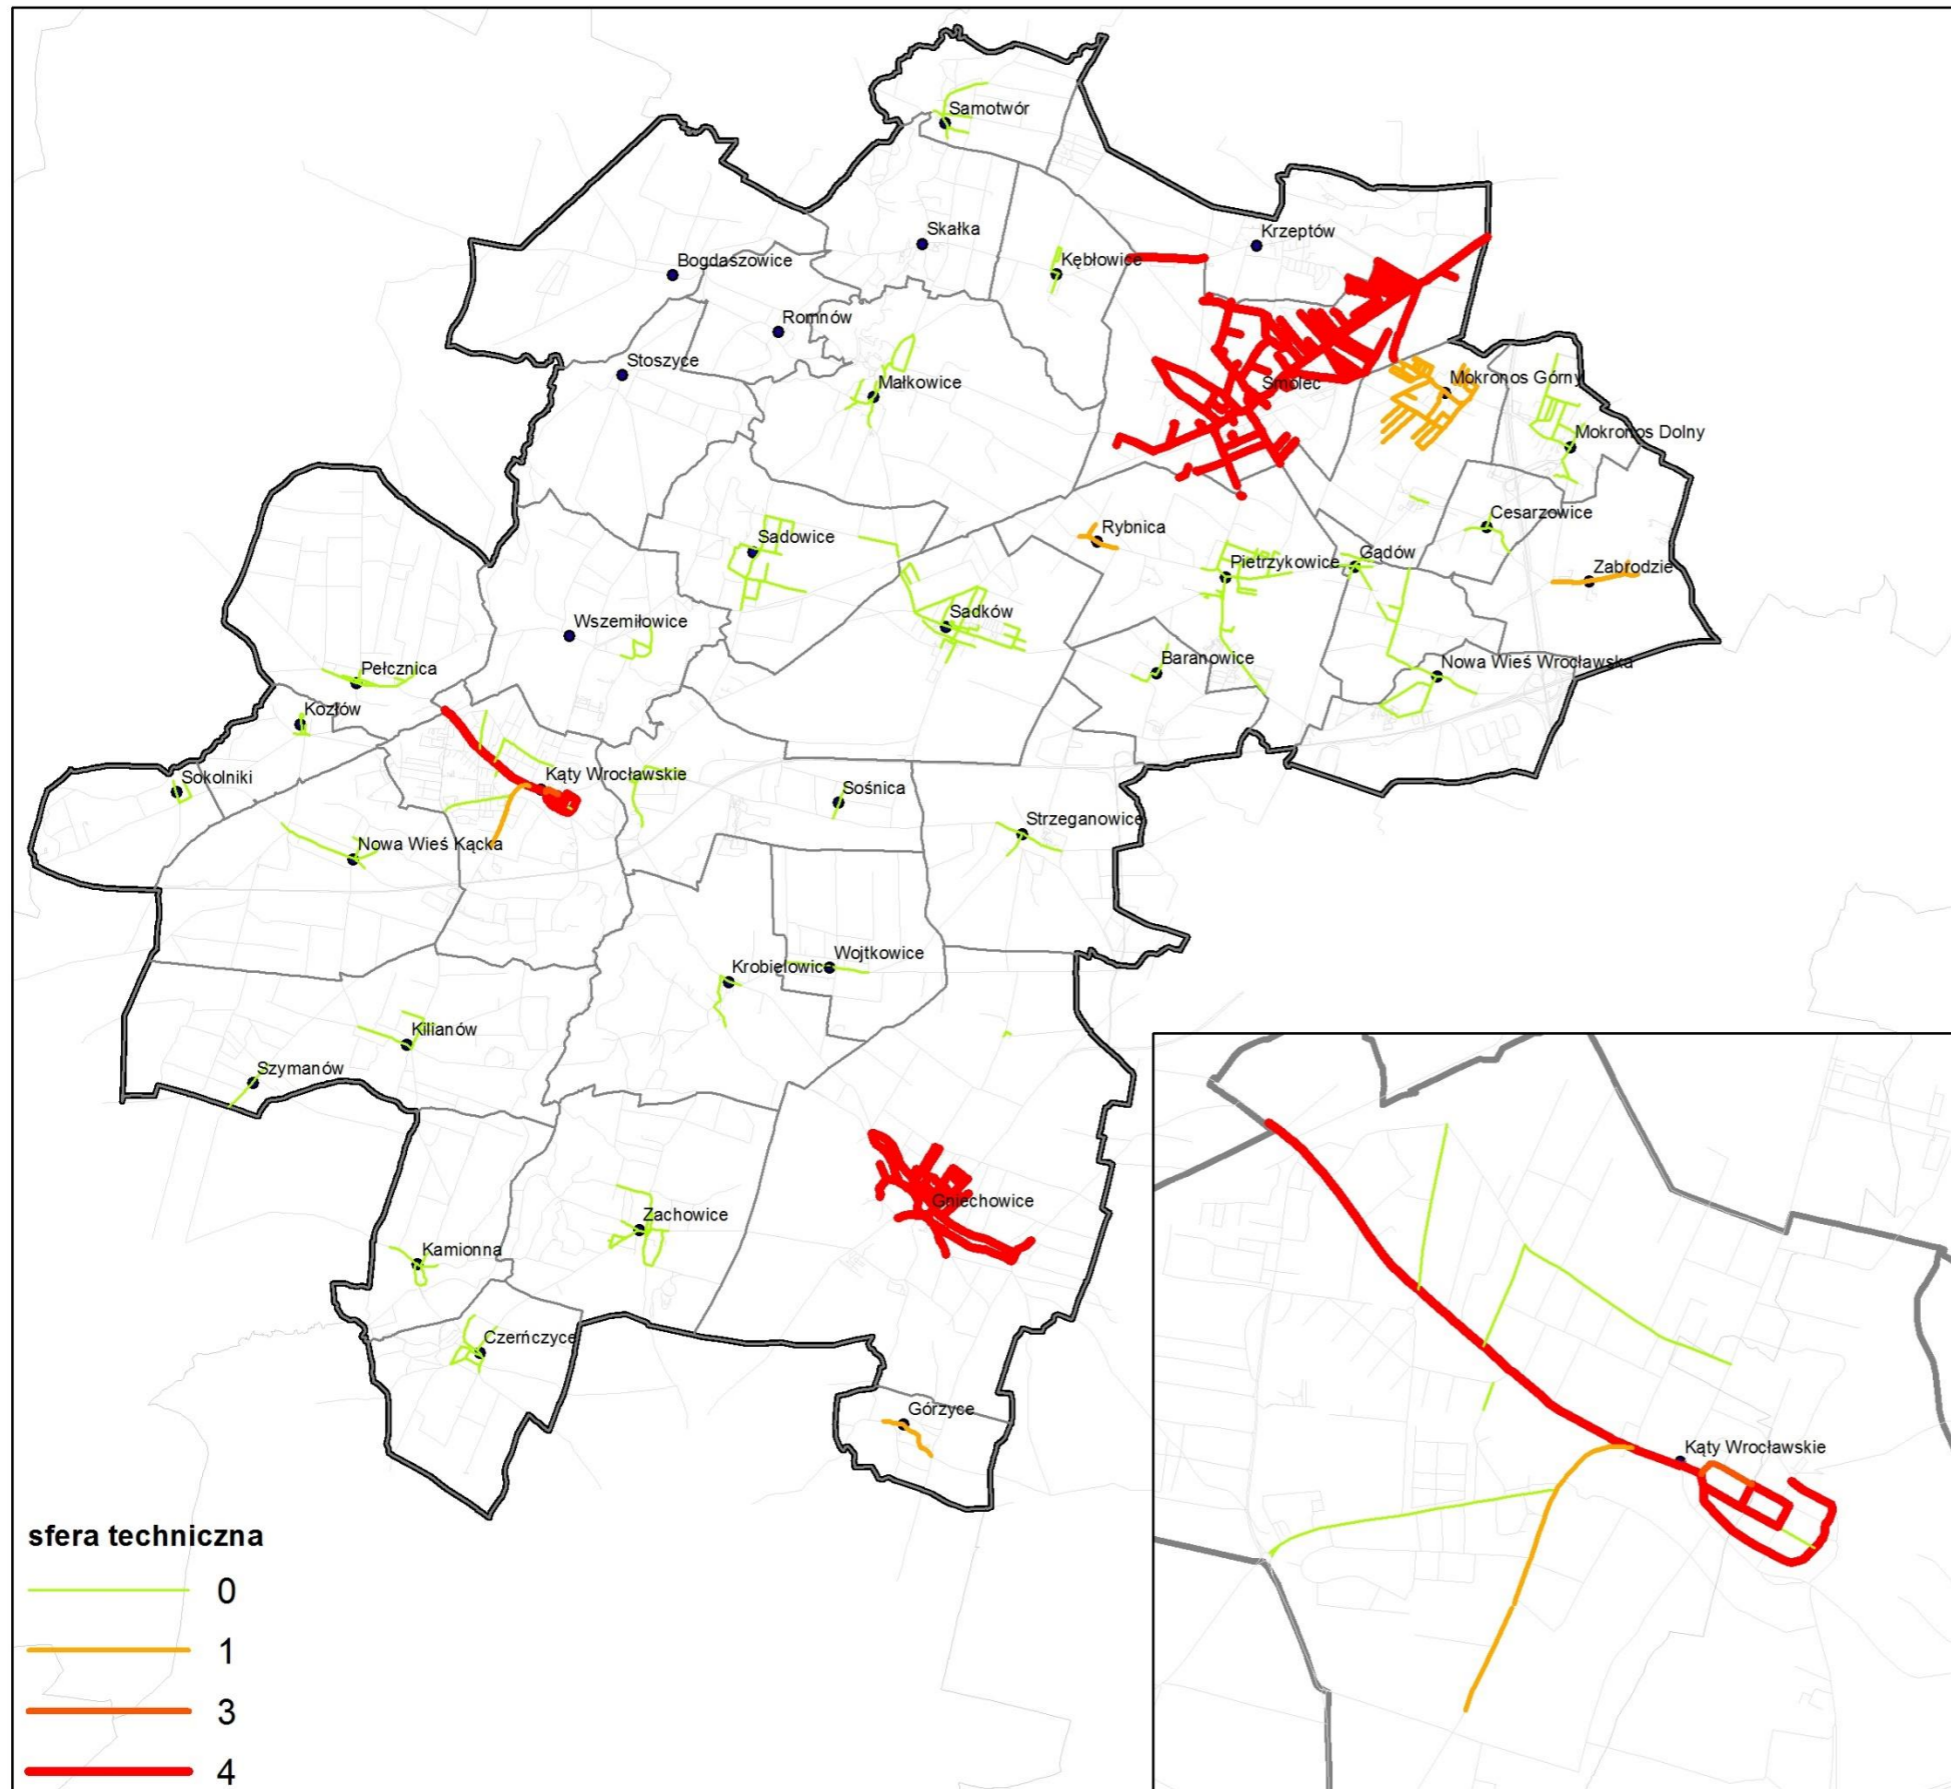 Samotwór
Skałka
Krzeptów
Bogdaszowice
Kębłowice
Romnów
Stoszyce
Małkowice
Smolec
Mokronos Górny
Mokronos Dolny
Cesarzowice
Rybnica
Sadowice
Pietrzykowice
Gądów
Zabrodzie
Sadków
Wszemiłowice
Baranowice
Nowa Wieś Wrocławska
Pełcznica
Kozłów
Sokolniki
Kąty Wrocławskie
Sośnica
Strzeganowice
Nowa Wieś Kącka
Wojtkowice
Krobielowice
Kilianów
Szymanów
Gniechowice
Zachowice
Kamionna
Czerńczyce
Górzyce
Kąty Wrocławskie
sfera techniczna
0
1
3
4